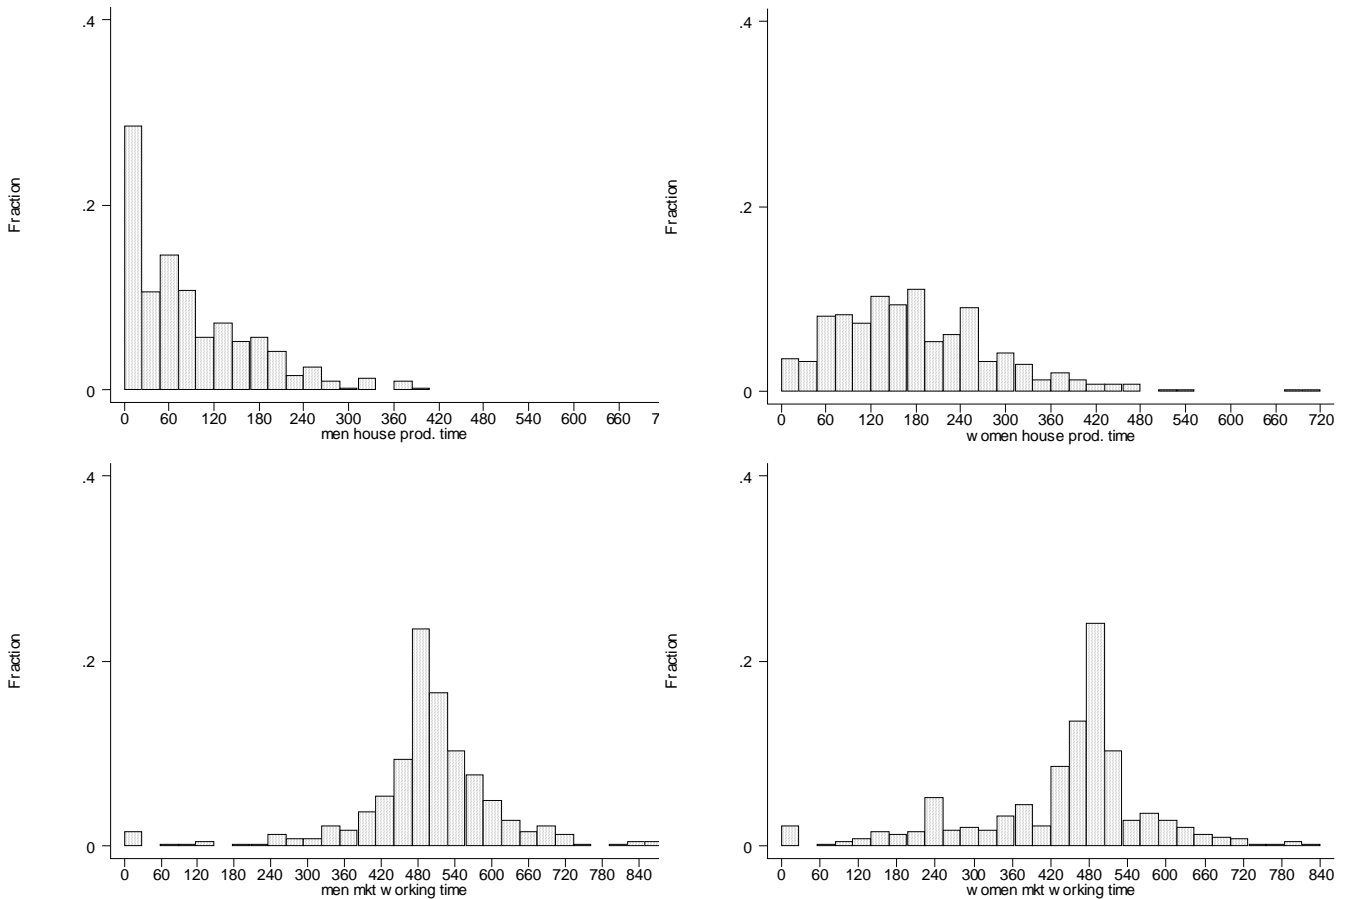 .4
.2
0
Fraction
0 60 120 180 240 300 360 420 480 540 600 660 7
men house prod. time
.4
.2
0
Fraction
0 60 120 180 240 300 360 420 480 540 600 660 720
women house prod. time
.4
.2
0
Fraction
0 60 120 180 240 300 360 420 480 540 600 660 720 780 840
men mkt working time
.4
.2
0
Fraction
0 60 120 180 240 300 360 420 480 540 600 660 720 780 840
women mkt working time